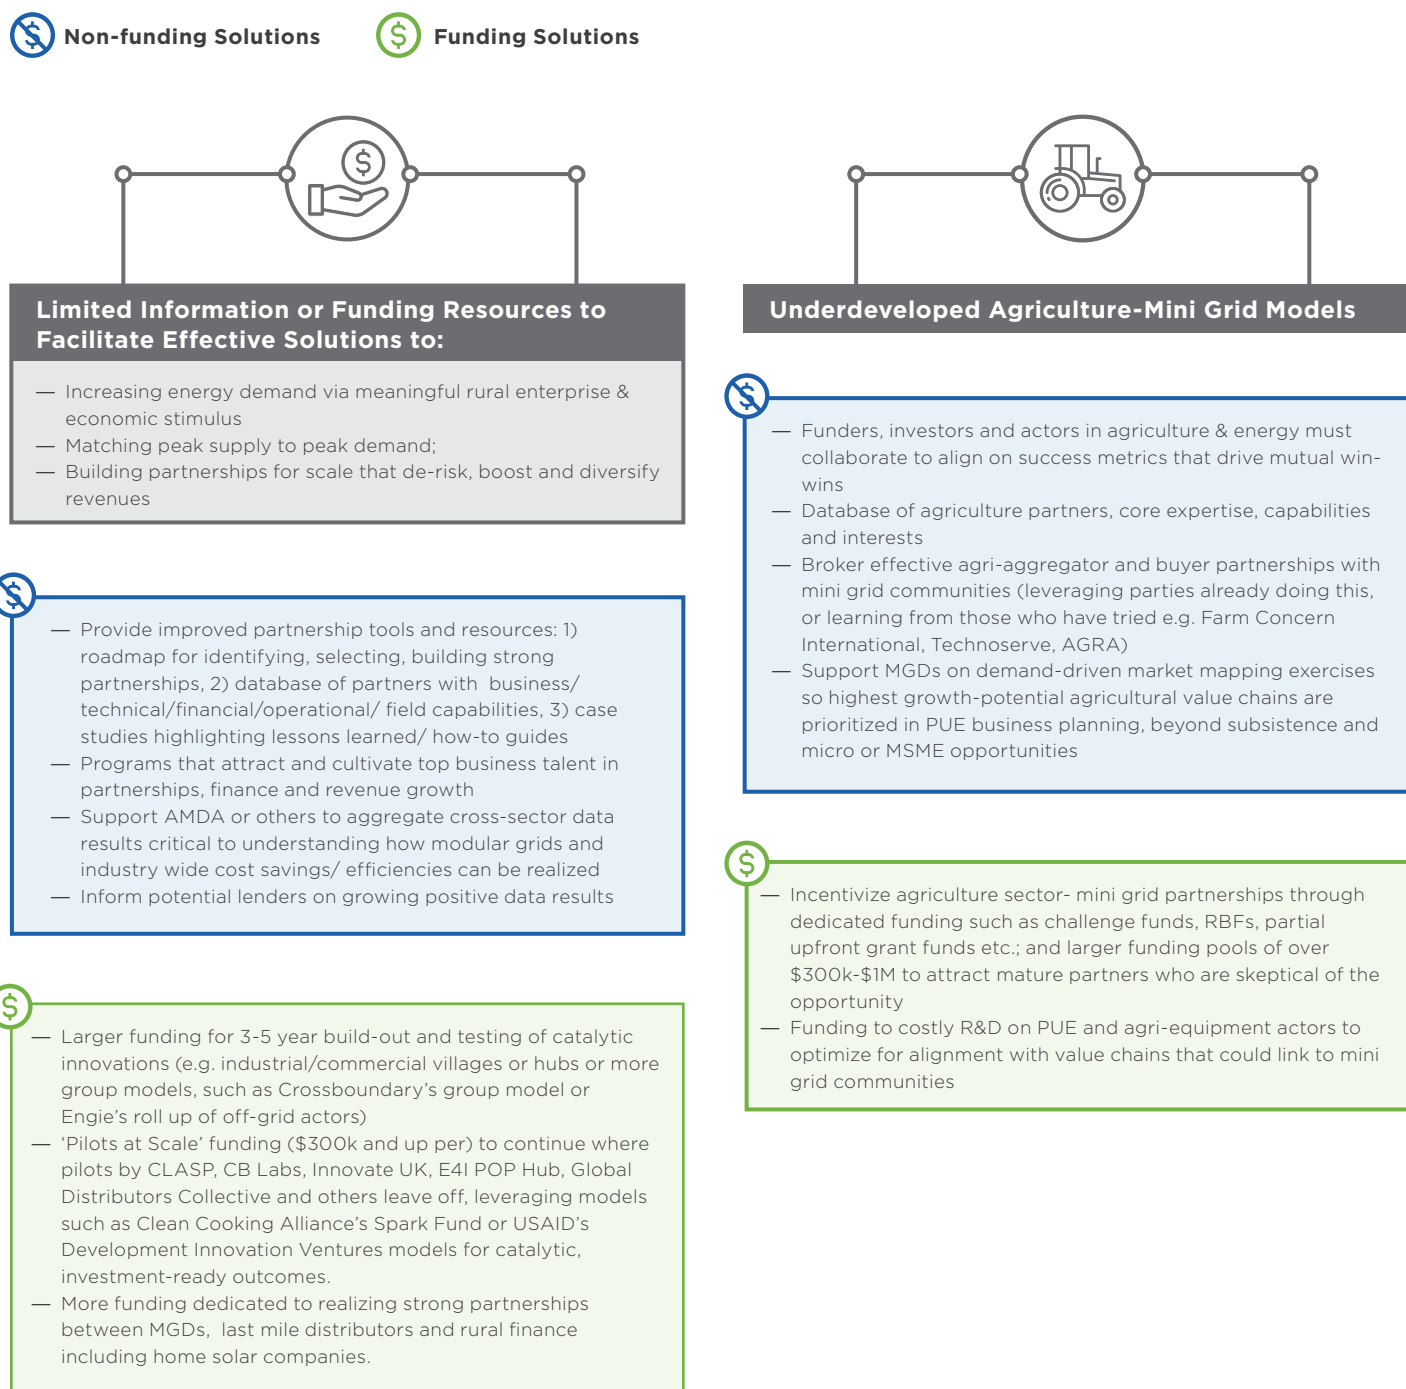 Non-funding Solutions
Funding Solutions
Limited Information or Funding Resources to
Facilitate Effective Solutions to:
— Increasing energy demand via meaningful rural enterprise &
economic stimulus
— Matching peak supply to peak demand;
— Building partnerships for scale that de-risk, boost and diversify
revenues
— Provide improved partnership tools and resources: 1)
roadmap for identifying, selecting, building strong
partnerships, 2) database of partners with business/
technical/financial/operational/ field capabilities, 3) case
studies highlighting lessons learned/ how-to guides
— Programs that attract and cultivate top business talent in
partnerships, finance and revenue growth
— Support AMDA or others to aggregate cross-sector data
results critical to understanding how modular grids and
industry wide cost savings/ efficiencies can be realized
— Inform potential lenders on growing positive data results
— Larger funding for 3-5 year build-out and testing of catalytic
innovations (e.g. industrial/commercial villages or hubs or more
group models, such as Crossboundary’s group model or
Engie’s roll up of off-grid actors)
— ‘Pilots at Scale’ funding ($300k and up per) to continue where
pilots by CLASP, CB Labs, Innovate UK, E4I POP Hub, Global
Distributors Collective and others leave off, leveraging models
such as Clean Cooking Alliance’s Spark Fund or USAID’s
Development Innovation Ventures models for catalytic,
investment-ready outcomes.
— More funding dedicated to realizing strong partnerships
between MGDs, last mile distributors and rural finance
including home solar companies.
Underdeveloped Agriculture-Mini Grid Models
— Funders, investors and actors in agriculture & energy must
collaborate to align on success metrics that drive mutual win-
wins
— Database of agriculture partners, core expertise, capabilities
and interests
— Broker effective agri-aggregator and buyer partnerships with
mini grid communities (leveraging parties already doing this,
or learning from those who have tried e.g. Farm Concern
International, Technoserve, AGRA)
— Support MGDs on demand-driven market mapping exercises
so highest growth-potential agricultural value chains are
prioritized in PUE business planning, beyond subsistence and
micro or MSME opportunities
— Incentivize agriculture sector- mini grid partnerships through
dedicated funding such as challenge funds, RBFs, partial
upfront grant funds etc.; and larger funding pools of over
$300k-$1M to attract mature partners who are skeptical of the
opportunity
— Funding to costly R&D on PUE and agri-equipment actors to
optimize for alignment with value chains that could link to mini
grid communities